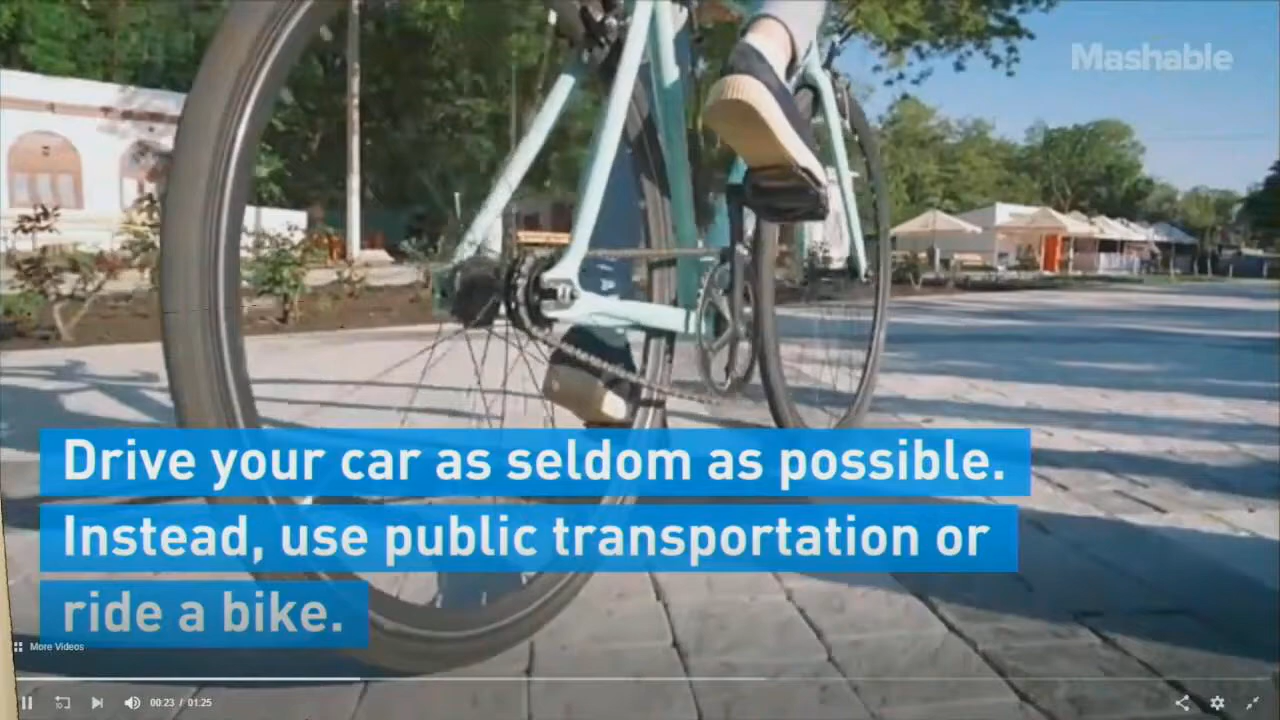 Mashable
Drive your car as seldom as possible.
Instead, use public transportation or
ride a bike.
More Videos
00:23 / 01:25